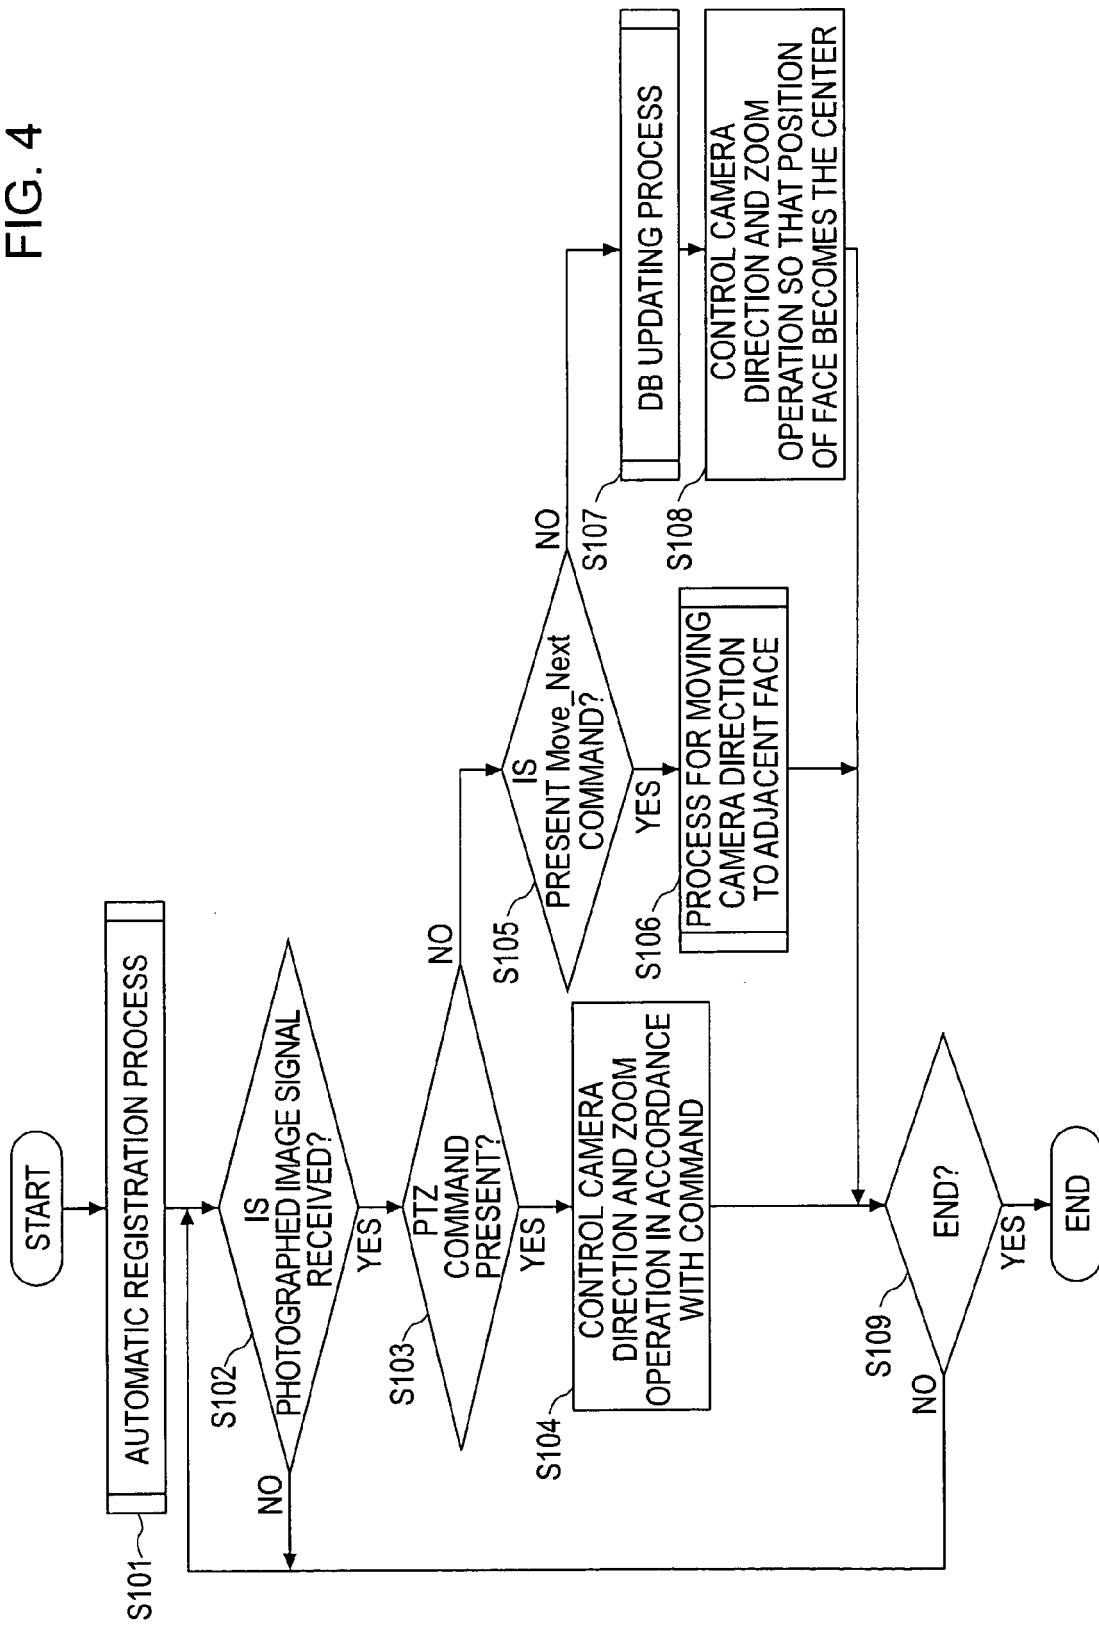 FIG. 4
START
AUTOMATIC REGISTRATION PROCESS
S101
IS
PHOTOGRAPHED IMAGE SIGNAL
RECEIVED?
S102
NO
YES
PTZ
COMMAND
PRESENT?
S103
NO
YES
CONTROL CAMERA
DIRECTION AND ZOOM
OPERATION IN ACCORDANCE
WITH COMMAND
S104
IS
PRESENT Move_Next
COMMAND?
S105
NO
YES
PROCESS FOR MOVING
CAMERA DIRECTION
TO ADJACENT FACE
S106
DB UPDATING PROCESS
S107
CONTROL CAMERA
DIRECTION AND ZOOM
OPERATION SO THAT POSITION
OF FACE BECOMES THE CENTER
S108
END?
S109
NO
YES
END